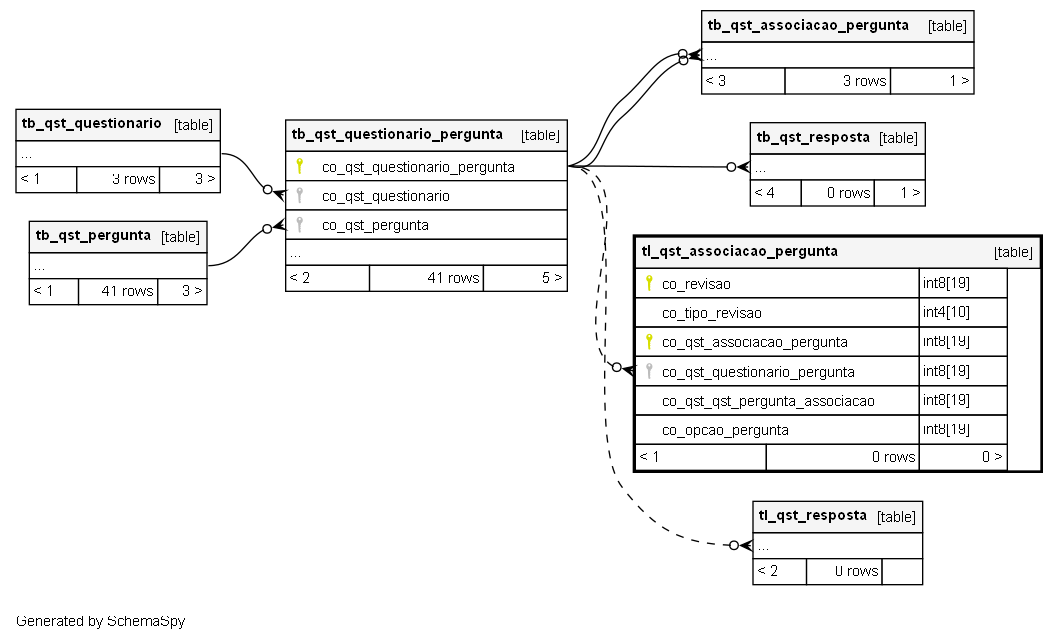 tb_qst_associacao_pergunta [table]
...
< 3 3 rows 1 >
tb_qst_questionario [table]
...
< 1 3 rows 3 >
tb_qst_pergunta [table]
...
< 1 41 rows 3 >
tb_qst_questionario_pergunta [table]
co_qst_questionario_pergunta
co_qst_questionario
co_qst_pergunta
...
< 2 41 rows 5 >
tb_qst_resposta [table]
...
< 4 0 rows 1 >
tl_qst_associacao_pergunta [table]
co_revisao int8[19]
co_tipo_revisao int4[10]
co_qst_associacao_pergunta int8[19]
co_qst_questionario_pergunta int8[19]
co_qst_qst_pergunta_associacao int8[19]
co_opcao_pergunta int8[19]
< 1 0 rows 0 >
tl_qst_resposta [table]
...
< 2 0 rows
Generated by SchemaSpy